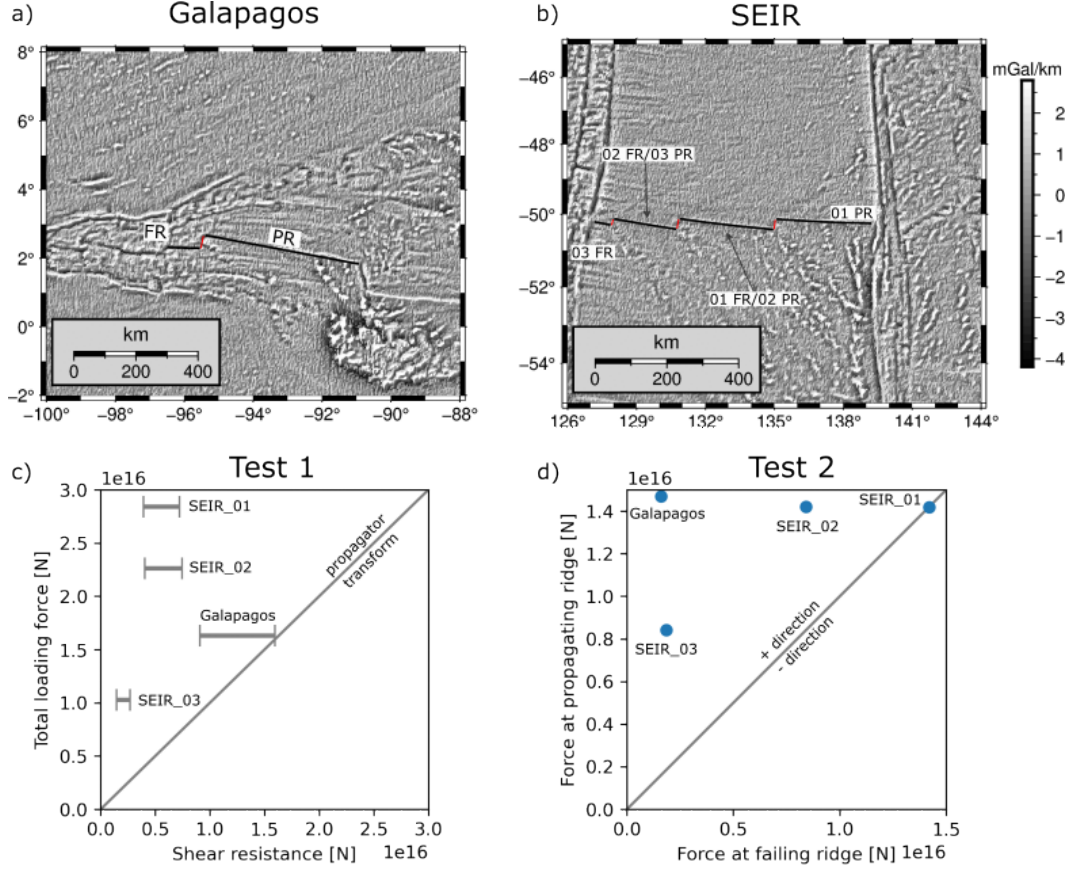 a)
Galapagos
8°
6°
4°
2°
0°
−2°
FR
PR
km
0 200 400
−100° −98° −96° −94° −92° −90° −88°
b)
SEIR
−46°
−48°
−50°
−52°
−54°
02 FR/03 PR
01 PR
03 FR
01 FR/02 PR
km
0 200 400
126° 129° 132° 135° 138° 141° 144°
mGal/km
2
1
0
−1
−2
−3
−4
c)
Test 1
1e16
3.0
2.5
2.0
1.5
1.0
0.5
0.0
Total loading force [N]
SEIR_01
SEIR_02
Galapagos
SEIR_03
propagator
transform
0.0 0.5 1.0 1.5 2.0 2.5 3.0
Shear resistance [N] 1e16
d)
Test 2
1e16
1.4
1.2
1.0
0.8
0.6
0.4
0.2
0.0
Force at propagating ridge [N]
Galapagos
SEIR_01
SEIR_02
SEIR_03
+ direction
- direction
0.0 0.5 1.0 1.5
Force at failing ridge [N] 1e16